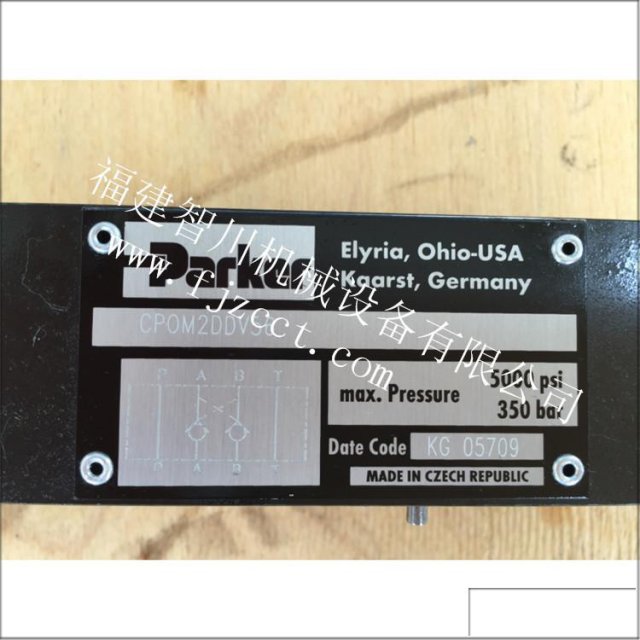 福建智川机械设备有限公司
www.fjzcct.com
Parker
Elyria, Ohio-USA
Kaarst, Germany
max. Pressure
5000 psi
350 bar
P A B T
P A B T
Date Code KG 05709
MADE IN CZECH REPUBLIC